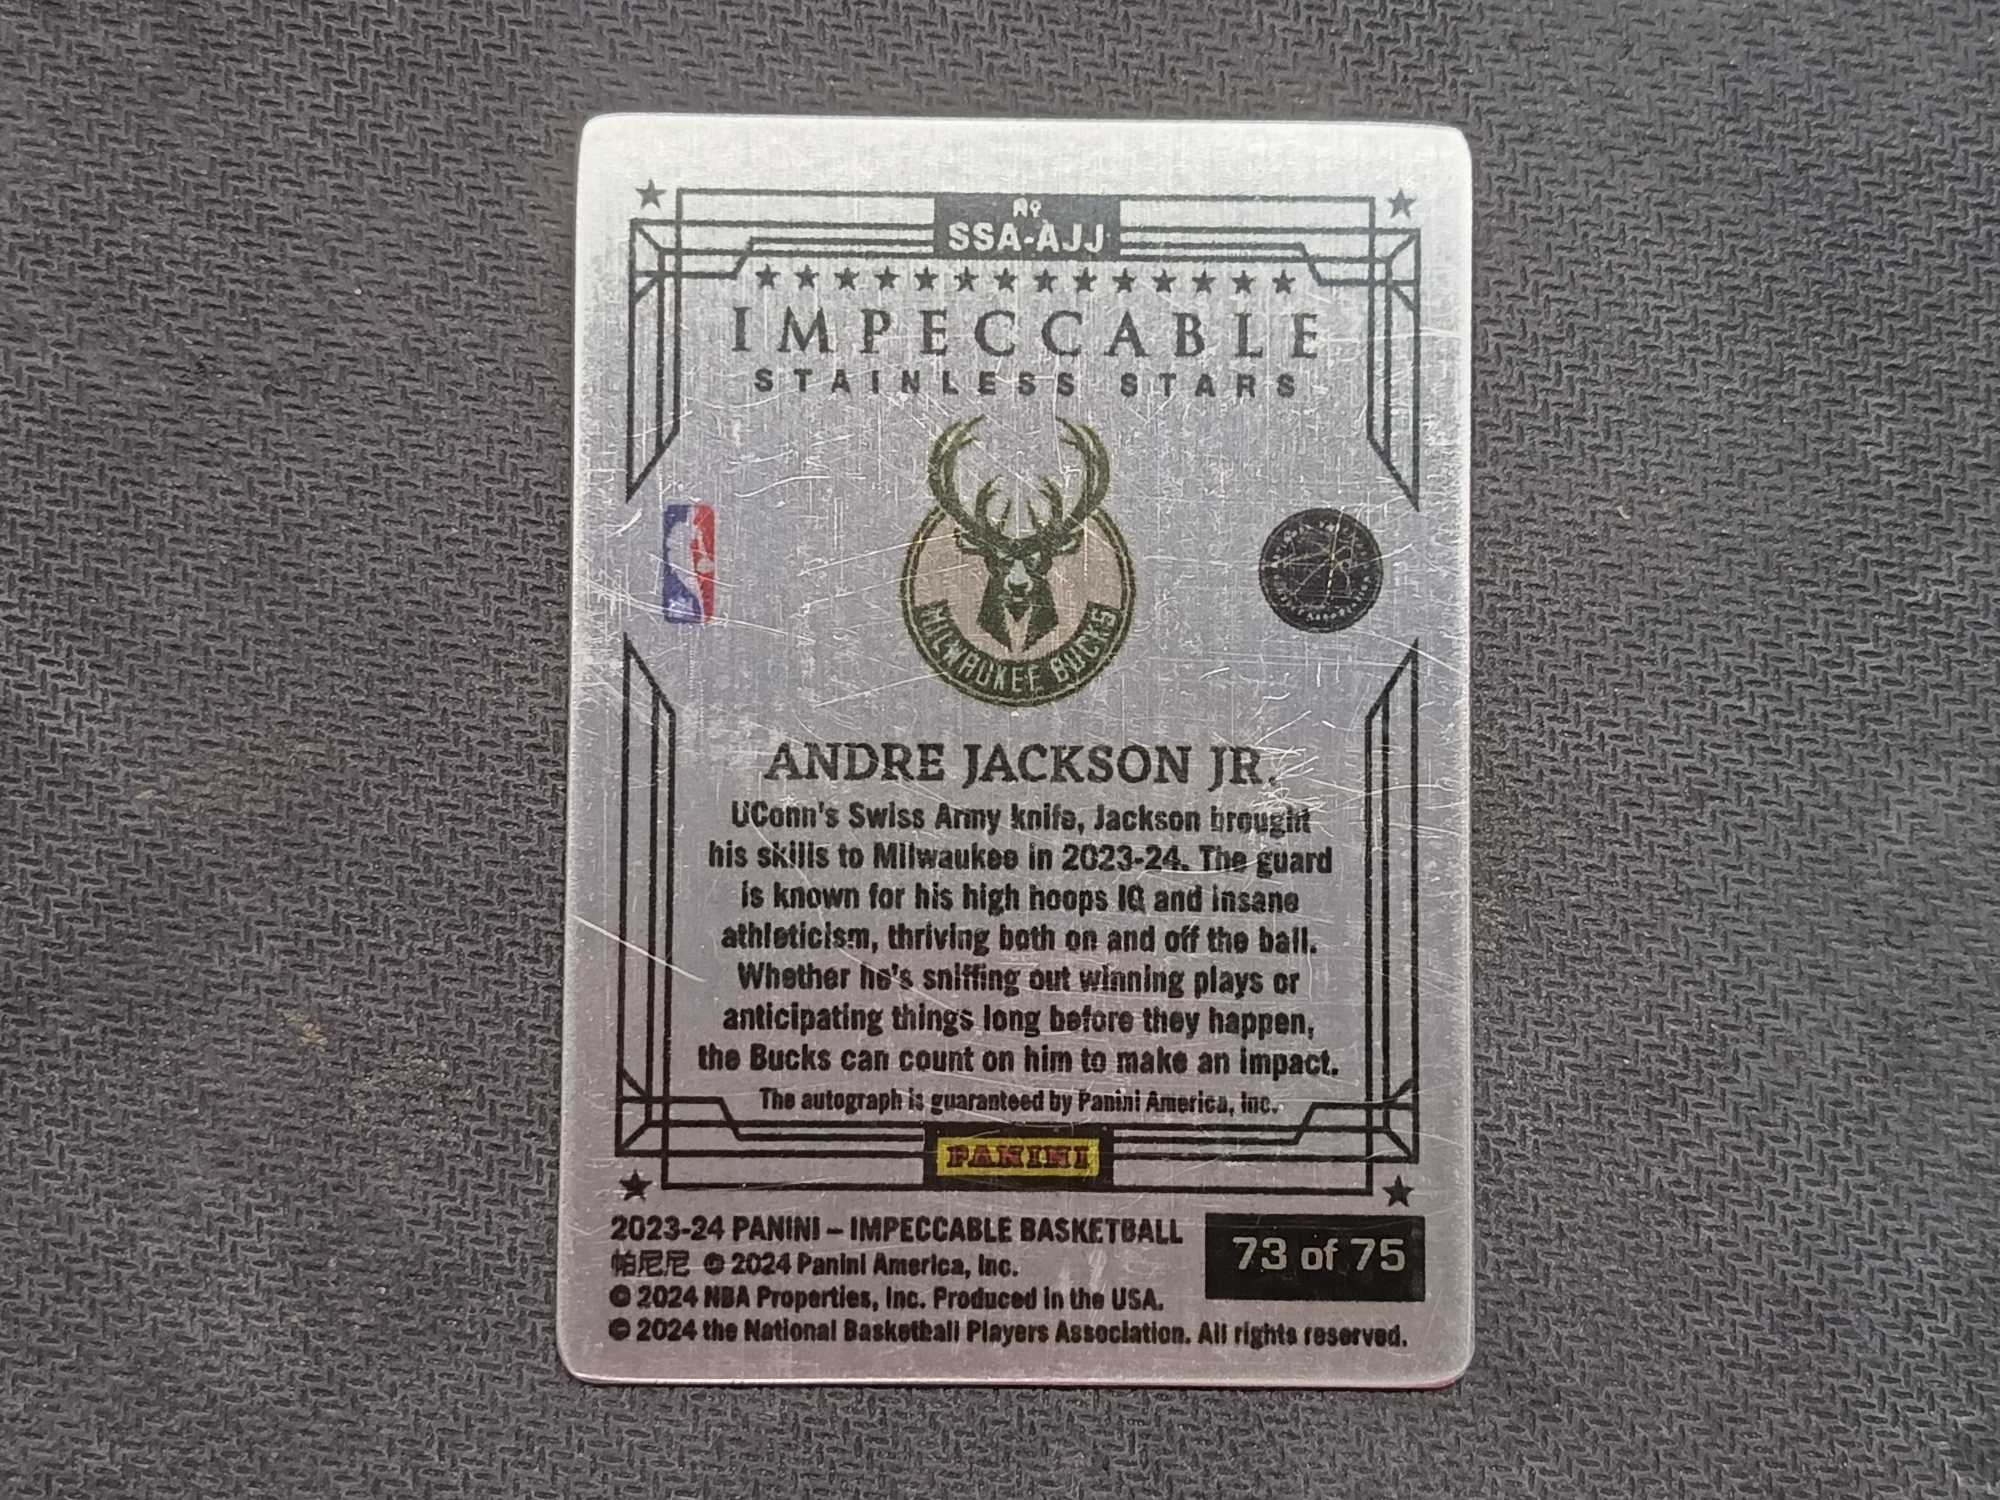 Nº
SSA-AJJ
IMPECCABLE
STAINLESS STARS
MILWAUKEE BUCKS
ANDRE JACKSON JR.
UConn's Swiss Army knife, Jackson brought
his skills to Milwaukee in 2023-24. The guard
is known for his high hoops IQ and insane
athleticism, thriving both on and off the ball.
Whether he's sniffing out winning plays or
anticipating things long before they happen,
the Bucks can count on him to make an impact.
The autograph is guaranteed by Panini America, Inc.
PANINI
2023-24 PANINI – IMPECCABLE BASKETBALL
帕尼尼 © 2024 Panini America, Inc.
© 2024 NBA Properties, Inc. Produced in the USA.
© 2024 the National Basketball Players Association. All rights reserved.
73 of 75